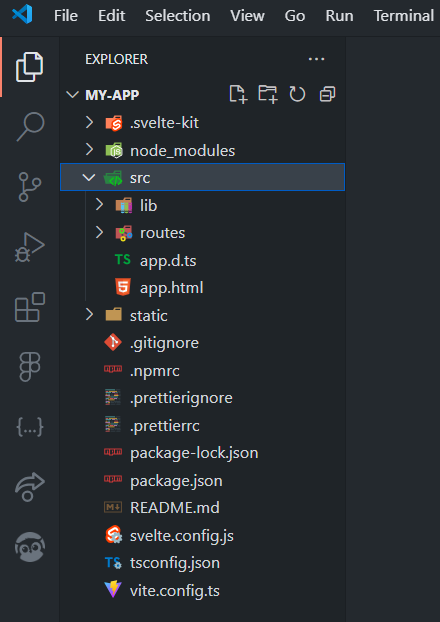 File Edit Selection View Go Run Terminal
EXPLORER
MY-APP
.svelte-kit
node_modules
src
lib
routes
TS app.d.ts
app.html
static
.gitignore
.npmrc
.prettierignore
.prettierrc
package-lock.json
package.json
README.md
svelte.config.js
TS tsconfig.json
vite.config.ts